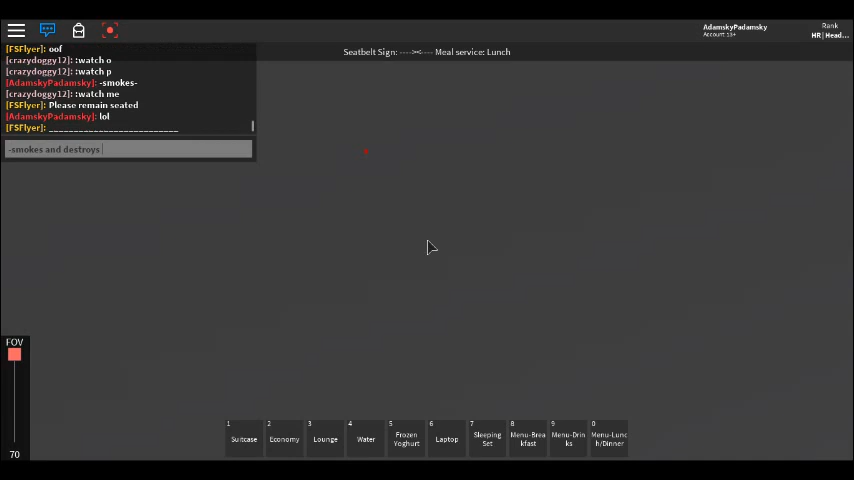 AdamskyPadamsky
Account: 13+
Rank
HR|Head...
[FSFlyer]: oof
[crazydoggy12]: :watch o
[crazydoggy12]: :watch p
[AdamskyPadamsky]: -smokes-
[crazydoggy12]: :watch me
[FSFlyer]: Please remain seated
[AdamskyPadamsky]: lol
[FSFlyer]: __________________________
-smokes and destroys
Seatbelt Sign: ----><---- Meal service: Lunch
FOV
70
1
Suitcase
2
Economy
3
Lounge
4
Water
5
Frozen
Yoghurt
6
Laptop
7
Sleeping
Set
8
Menu-Brea
kfast
9
Menu-Drin
ks
0
Menu-Lunc
h/Dinner